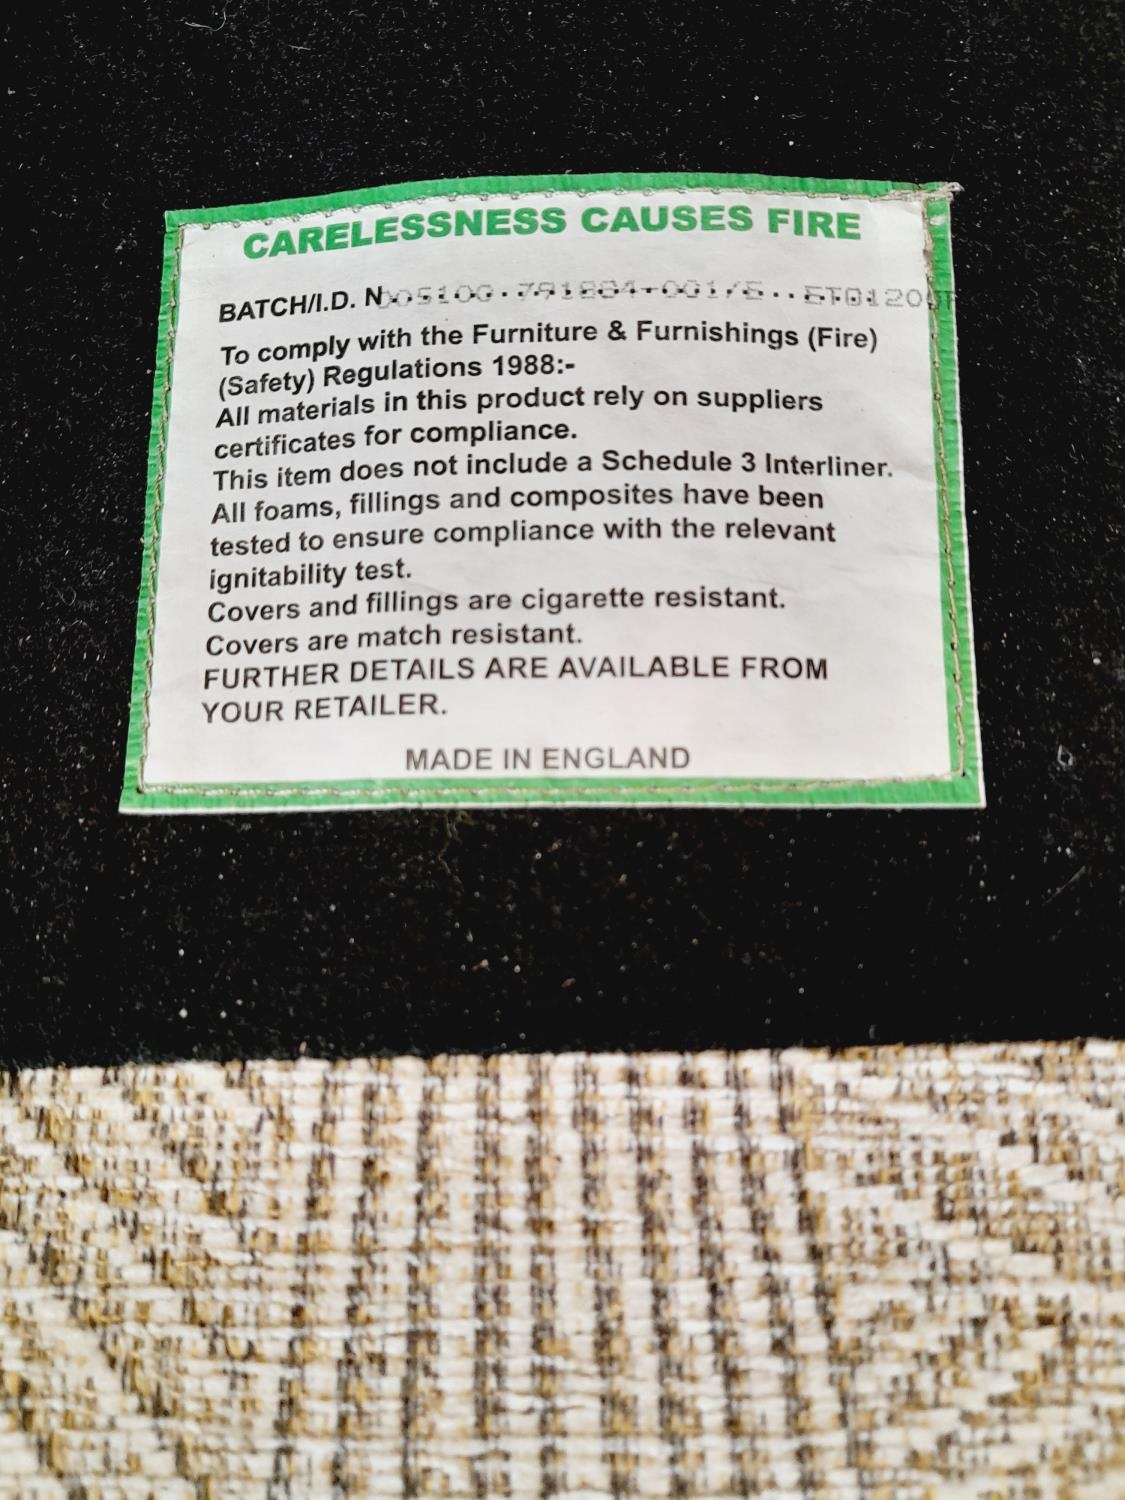 CARELESSNESS CAUSES FIRE
BATCH/I.D. N
To comply with the Furniture & Furnishings (Fire)
(Safety) Regulations 1988:-
All materials in this product rely on suppliers
certificates for compliance.
This item does not include a Schedule 3 Interliner.
All foams, fillings and composites have been
tested to ensure compliance with the relevant
ignitability test.
Covers and fillings are cigarette resistant.
Covers are match resistant.
FURTHER DETAILS ARE AVAILABLE FROM
YOUR RETAILER.
MADE IN ENGLAND